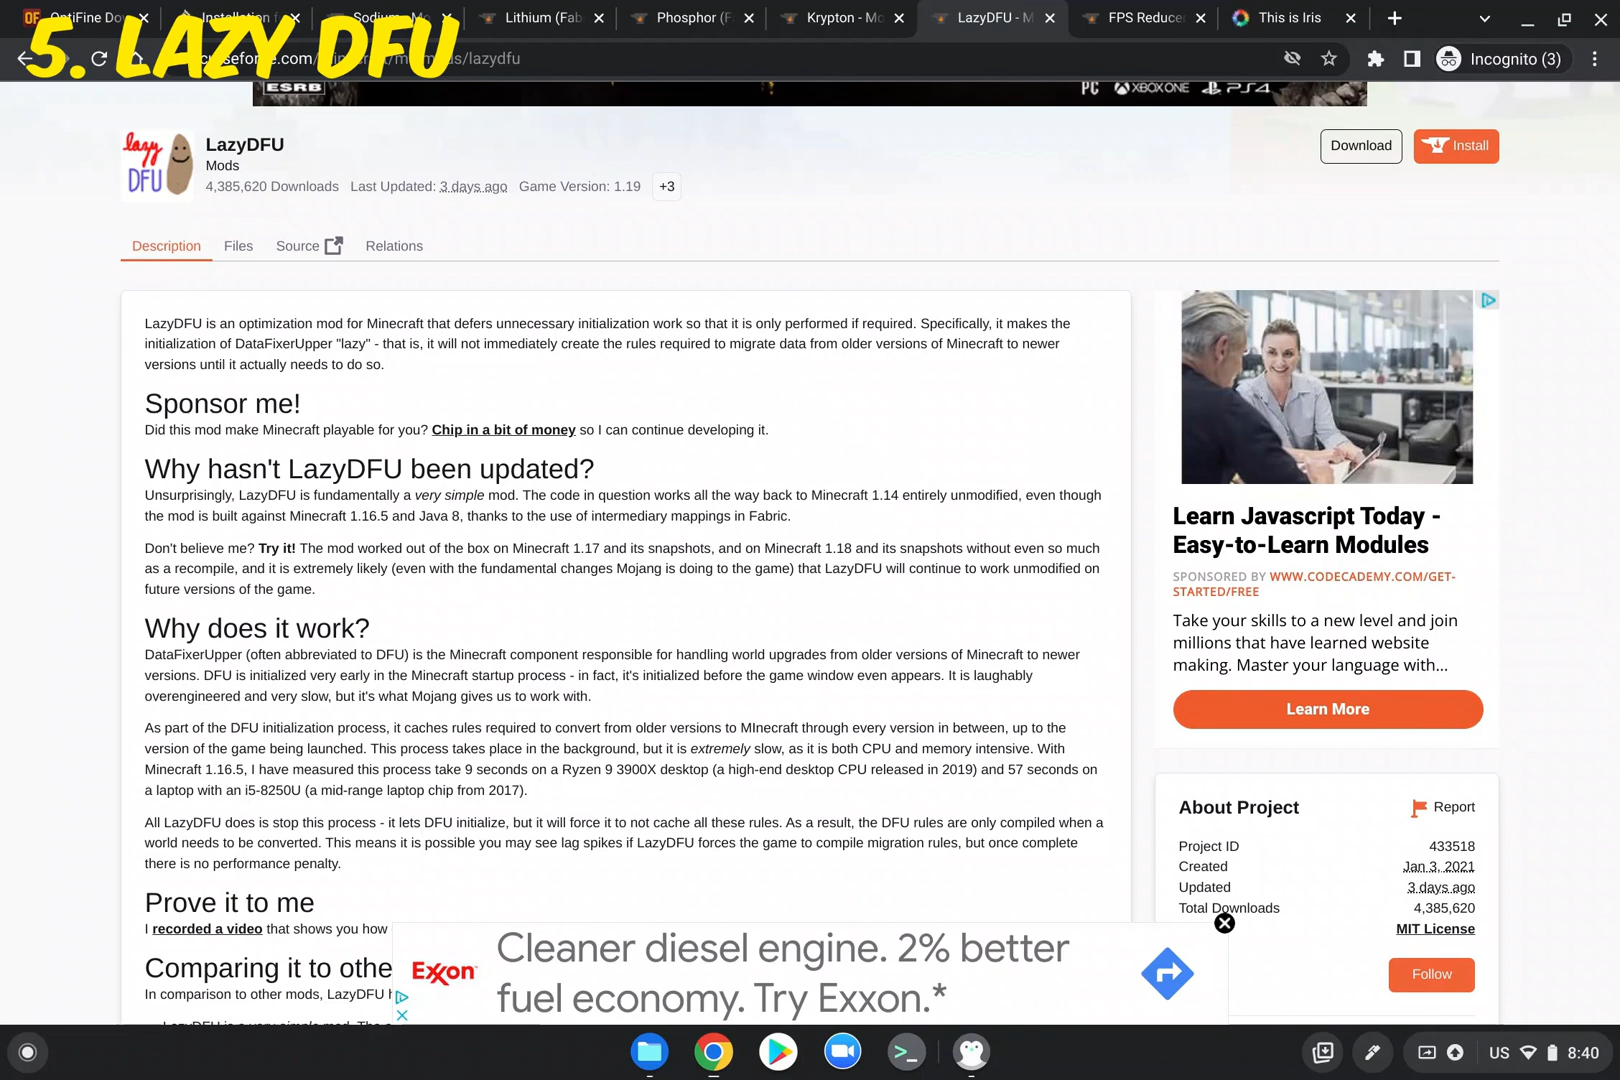 OptiFine Do
Installation f
Sodium - Mo
Lithium (Fab
Phosphor (F
Krypton - Mo
LazyDFU - M
FPS Reducer
This is Iris
5. LAZY DFU
ds/lazydfu
Incognito (3)
ESRB
PC XBOX ONE PS4
lazy
DFU
LazyDFU
Mods
4,385,620 Downloads Last Updated: 3 days ago Game Version: 1.19 +3
Download
Install
Description Files Source Relations
LazyDFU is an optimization mod for Minecraft that defers unnecessary initialization work so that it is only performed if required. Specifically, it makes the
initialization of DataFixerUpper "lazy" - that is, it will not immediately create the rules required to migrate data from older versions of Minecraft to newer
versions until it actually needs to do so.
Sponsor me!
Did this mod make Minecraft playable for you? Chip in a bit of money so I can continue developing it.
Why hasn't LazyDFU been updated?
Unsurprisingly, LazyDFU is fundamentally a very simple mod. The code in question works all the way back to Minecraft 1.14 entirely unmodified, even though
the mod is built against Minecraft 1.16.5 and Java 8, thanks to the use of intermediary mappings in Fabric.
Don't believe me? Try it! The mod worked out of the box on Minecraft 1.17 and its snapshots, and on Minecraft 1.18 and its snapshots without even so much
as a recompile, and it is extremely likely (even with the fundamental changes Mojang is doing to the game) that LazyDFU will continue to work unmodified on
future versions of the game.
Why does it work?
DataFixerUpper (often abbreviated to DFU) is the Minecraft component responsible for handling world upgrades from older versions of Minecraft to newer
versions. DFU is initialized very early in the Minecraft startup process - in fact, it's initialized before the game window even appears. It is laughably
overengineered and very slow, but it's what Mojang gives us to work with.
As part of the DFU initialization process, it caches rules required to convert from older versions to MInecraft through every version in between, up to the
version of the game being launched. This process takes place in the background, but it is extremely slow, as it is both CPU and memory intensive. With
Minecraft 1.16.5, I have measured this process take 9 seconds on a Ryzen 9 3900X desktop (a high-end desktop CPU released in 2019) and 57 seconds on
a laptop with an i5-8250U (a mid-range laptop chip from 2017).
All LazyDFU does is stop this process - it lets DFU initialize, but it will force it to not cache all these rules. As a result, the DFU rules are only compiled when a
world needs to be converted. This means it is possible you may see lag spikes if LazyDFU forces the game to compile migration rules, but once complete
there is no performance penalty.
Prove it to me
I recorded a video that shows you how
Comparing it to othe
In comparison to other mods, LazyDFU
Learn Javascript Today -
Easy-to-Learn Modules
SPONSORED BY WWW.CODECADEMY.COM/GET-
STARTED/FREE
Take your skills to a new level and join
millions that have learned website
making. Master your language with...
Learn More
About Project
Report
Project ID 433518
Created Jan 3, 2021
Updated 3 days ago
Total Downloads 4,385,620
MIT License
Follow
Exxon
Cleaner diesel engine. 2% better
fuel economy. Try Exxon.*
US 8:40